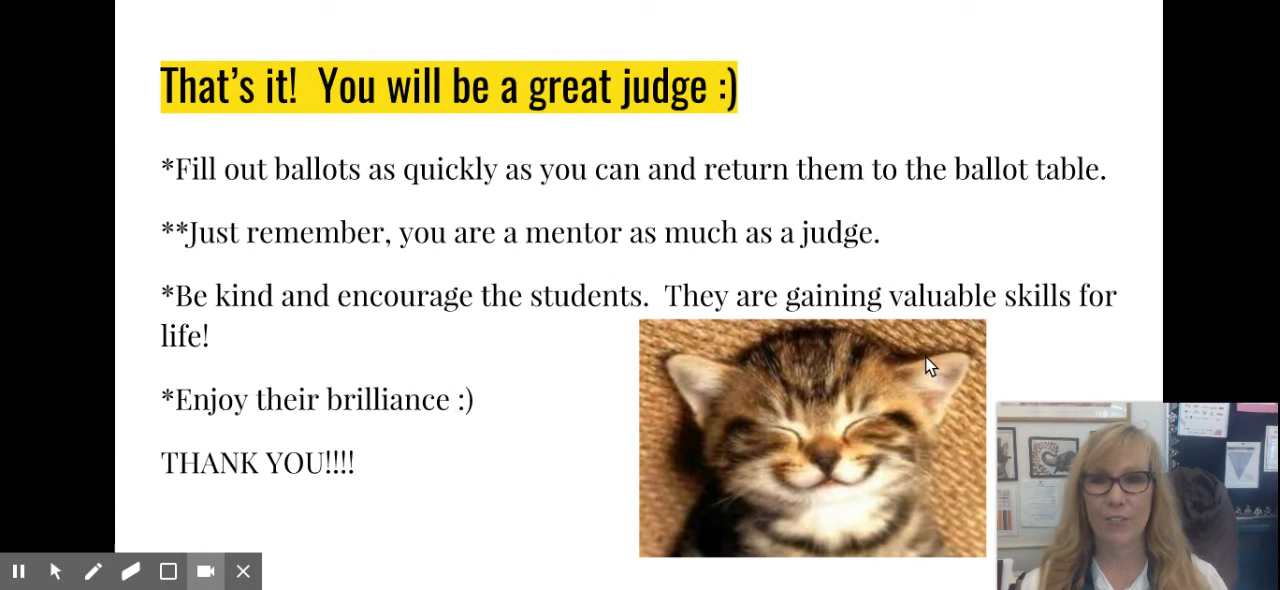 That's it!  You will be a great judge :)
*Fill out ballots as quickly as you can and return them to the ballot table.
**Just remember, you are a mentor as much as a judge.
*Be kind and encourage the students.  They are gaining valuable skills for
life!
*Enjoy their brilliance :)
THANK YOU!!!!